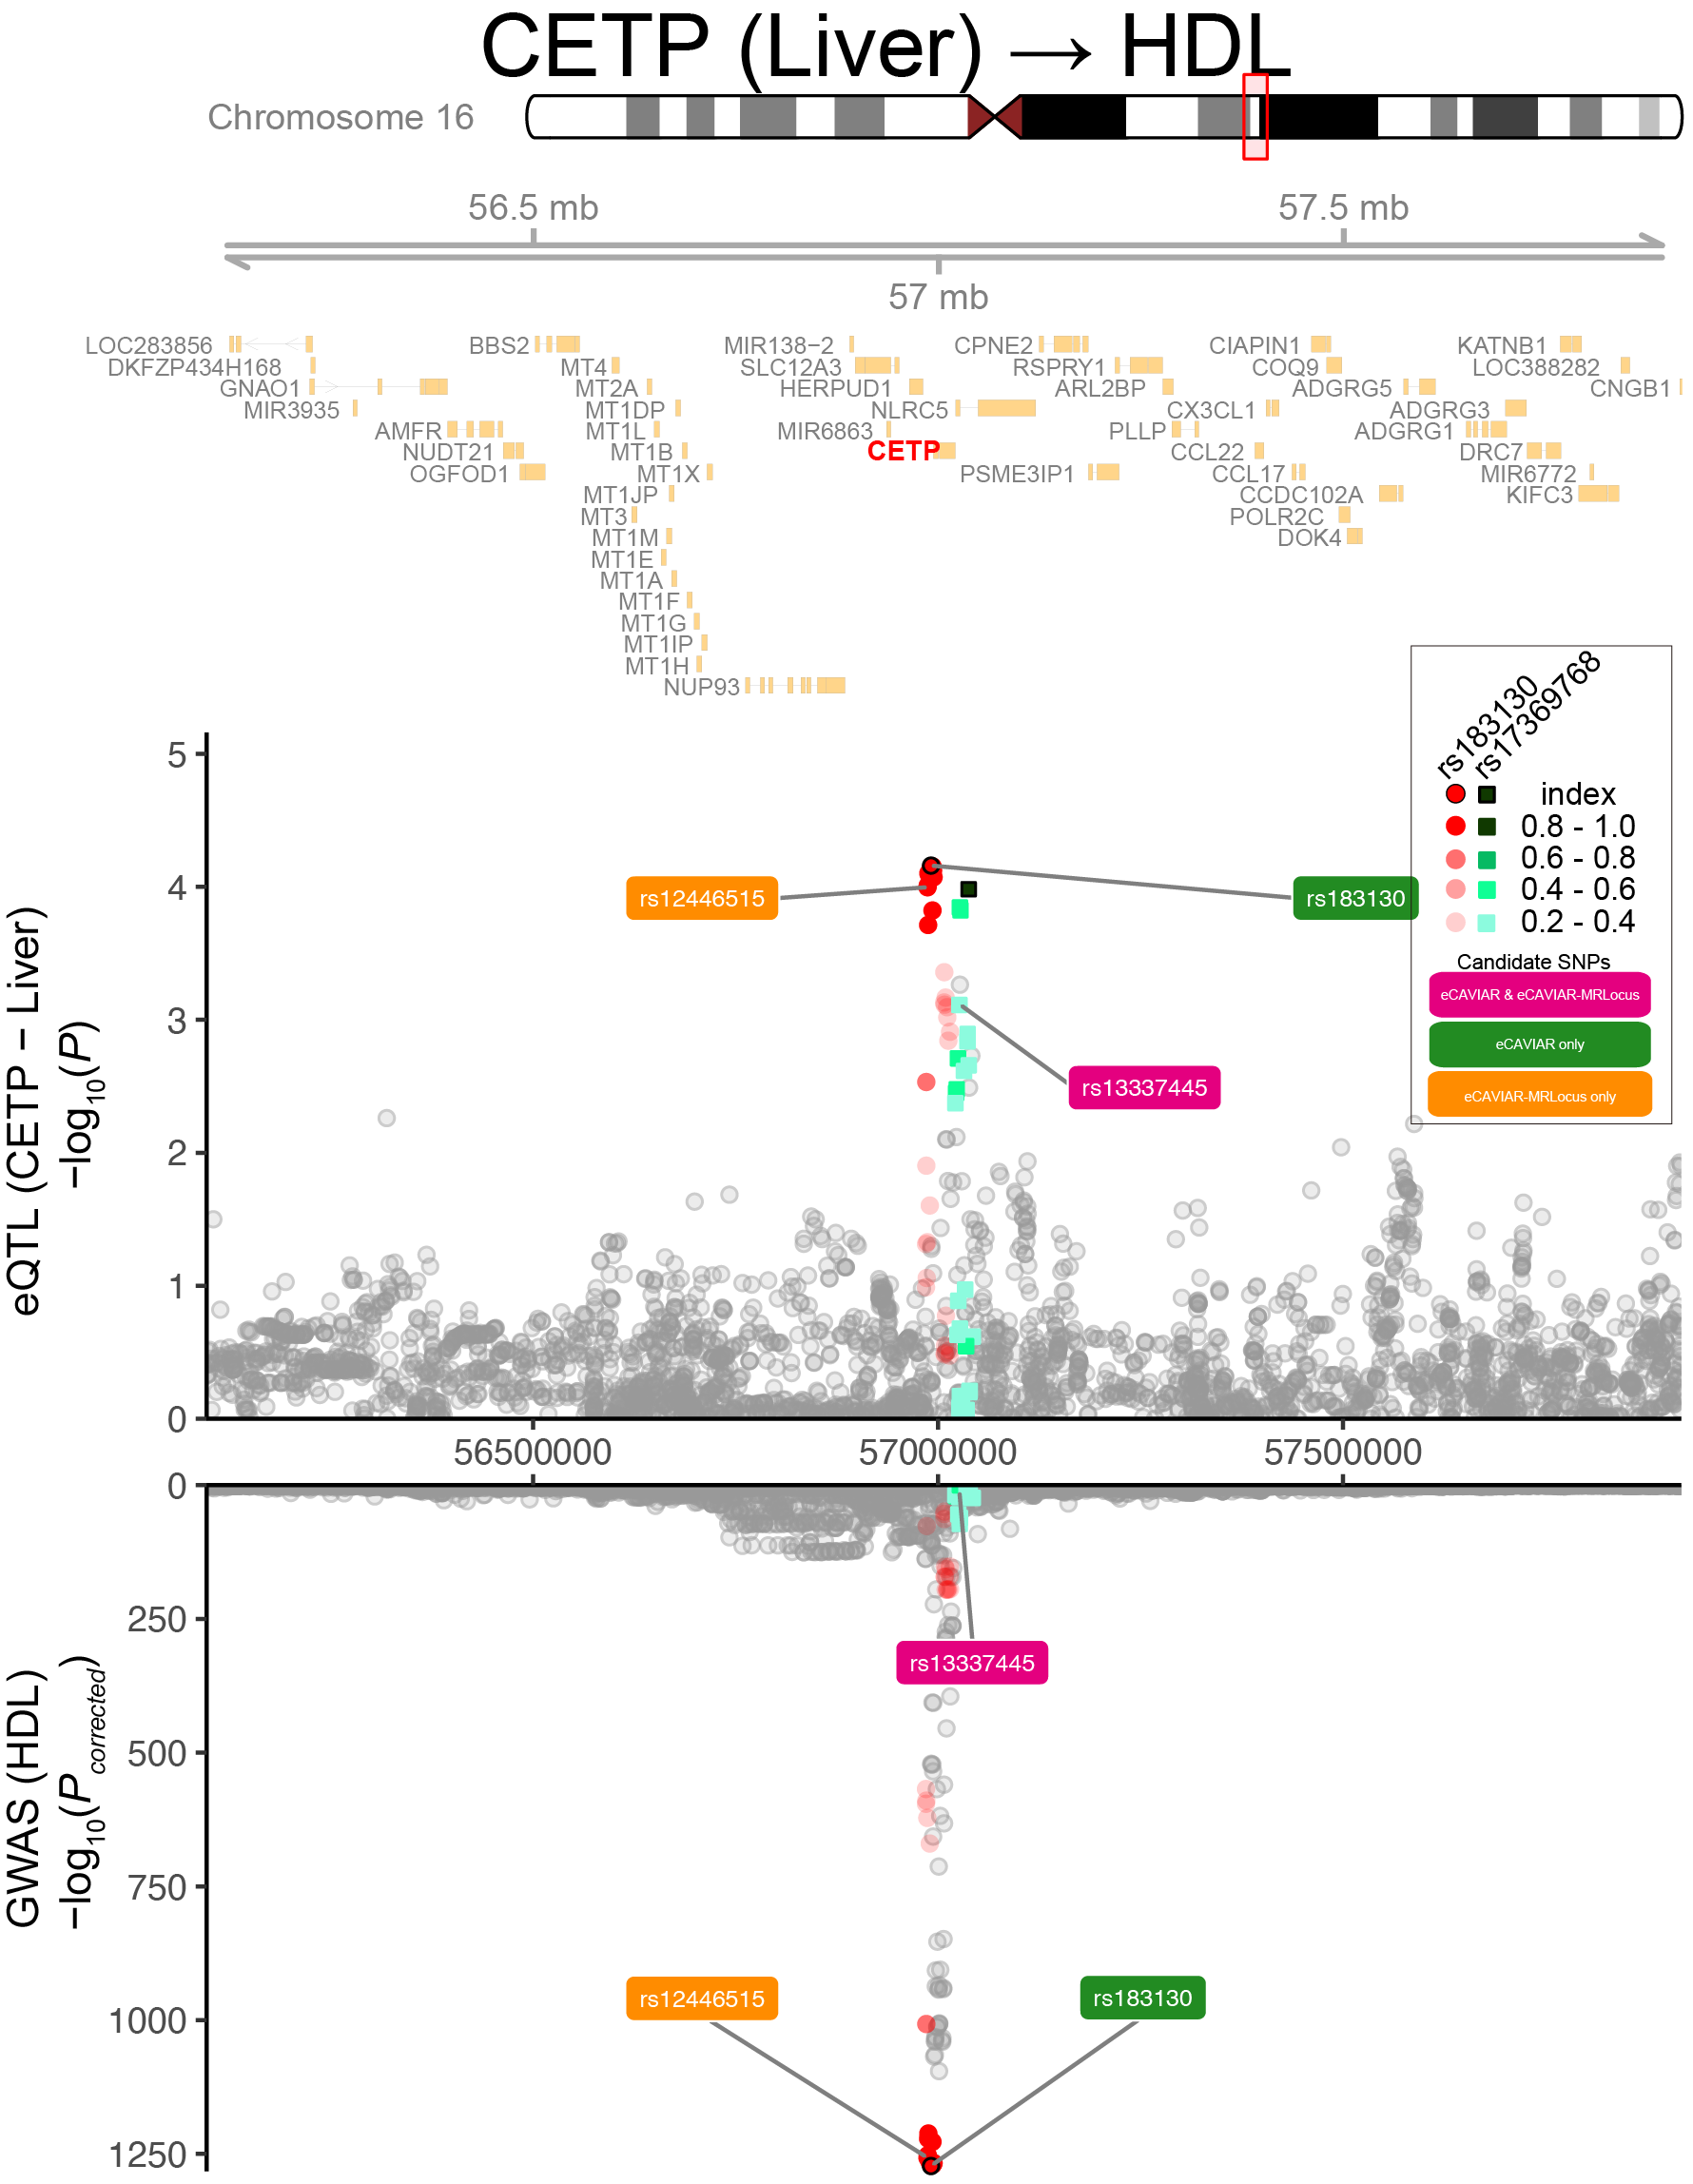 CETP (Liver) → HDL
Chromosome 16
56.5 mb 57.5 mb
57 mb
LOC283856 BBS2 MIR138−2 CPNE2 CIAPIN1 KATNB1
DKFZP434H168 MT4 SLC12A3 RSPRY1 COQ9 LOC388282
GNAO1 MT2A HERPUD1 ARL2BP ADGRG5 CNGB1
MIR3935 MT1DP NLRC5 CX3CL1 ADGRG3
AMFR MT1L MIR6863 PLLP ADGRG1
NUDT21 MT1B CETP CCL22 DRC7
OGFOD1 MT1X PSME3IP1 CCL17 MIR6772
MT1JP CCDC102A KIFC3
MT3 POLR2C
MT1M DOK4
MT1E
MT1A
MT1F
MT1G
MT1IP
MT1H
NUP93
rs183130
rs17369768
index
0.8 - 1.0
0.6 - 0.8
0.4 - 0.6
0.2 - 0.4
Candidate SNPs
eCAVIAR & eCAVIAR-MRLocus
eCAVIAR only
eCAVIAR-MRLocus only
eQTL (CETP − Liver)
−log10(P)
5
4
3
2
1
0
rs12446515
rs183130
rs13337445
56500000 57000000 57500000
GWAS (HDL)
−log10(Pcorrected)
0
250
500
750
1000
1250
rs13337445
rs12446515
rs183130